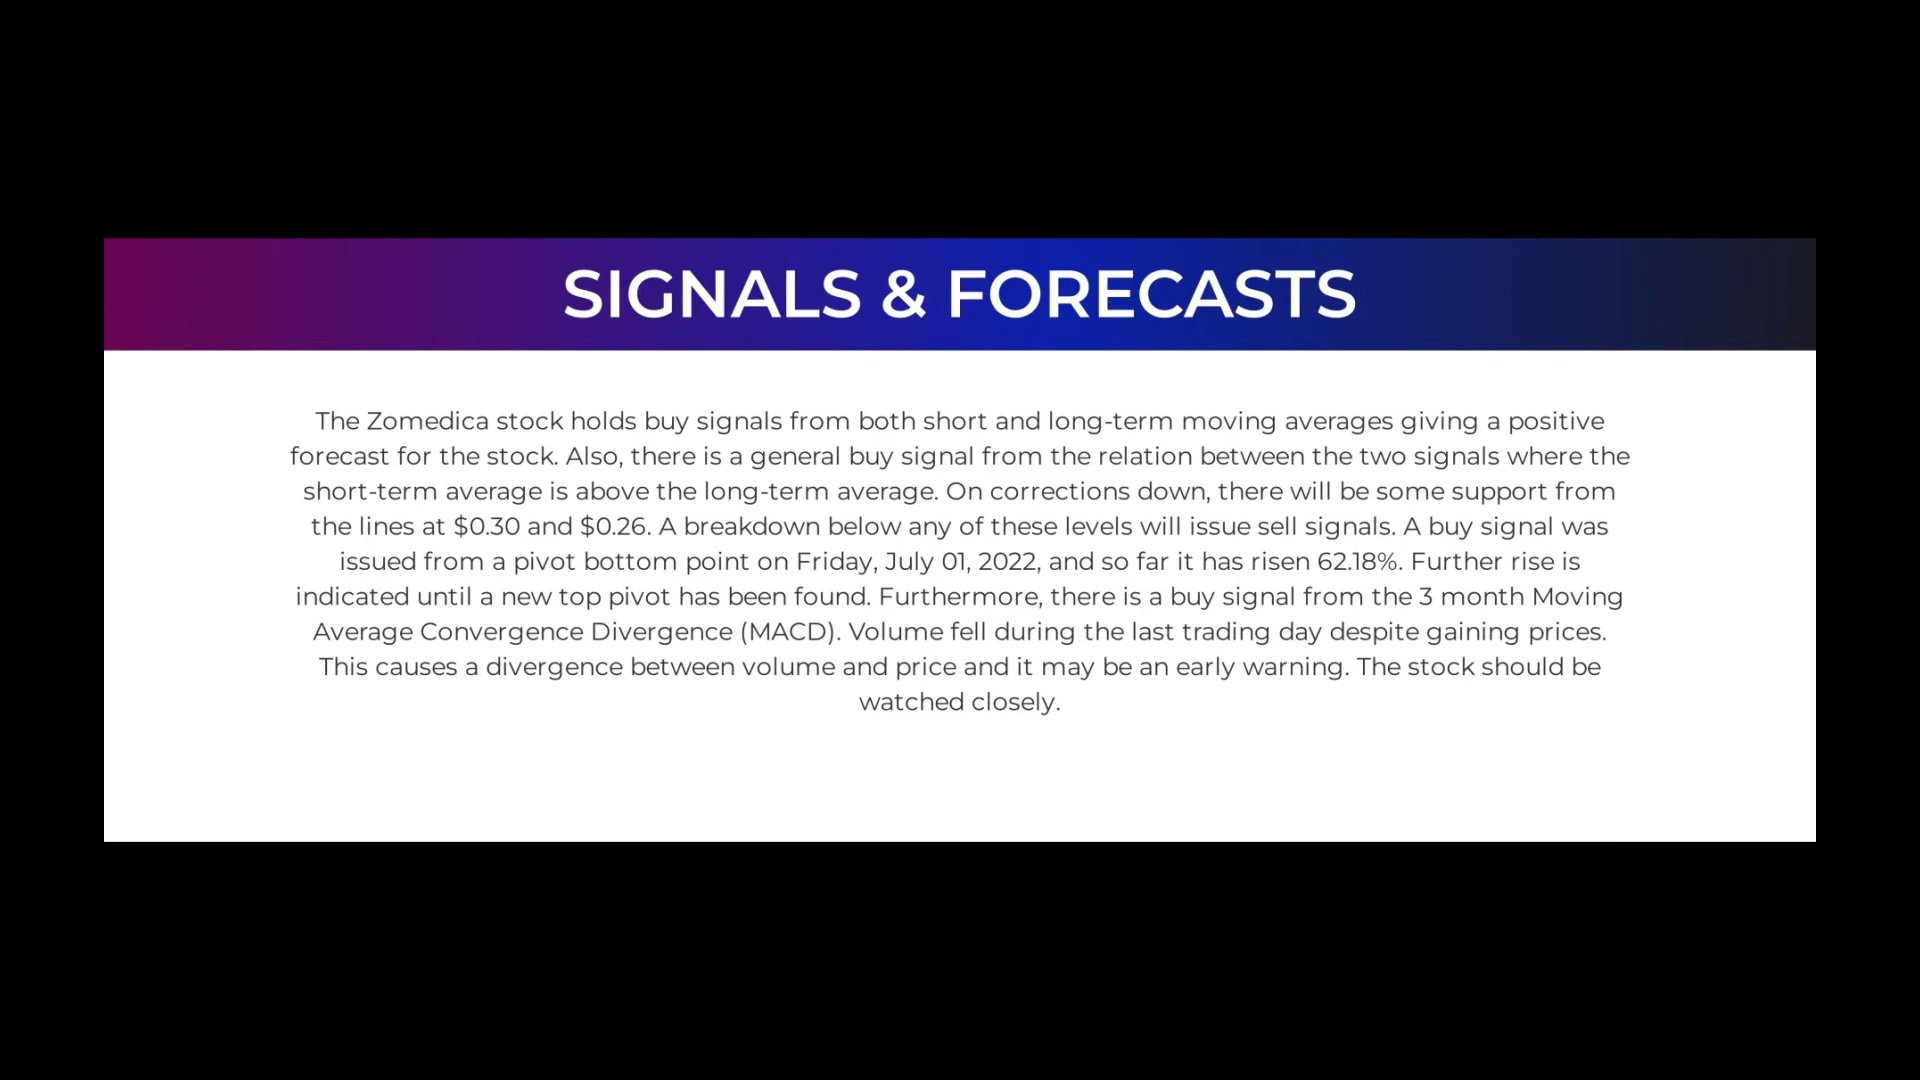 SIGNALS & FORECASTS
The Zomedica stock holds buy signals from both short and long-term moving averages giving a positive
forecast for the stock. Also, there is a general buy signal from the relation between the two signals where the
short-term average is above the long-term average. On corrections down, there will be some support from
the lines at $0.30 and $0.26. A breakdown below any of these levels will issue sell signals. A buy signal was
issued from a pivot bottom point on Friday, July 01, 2022, and so far it has risen 62.18%. Further rise is
indicated until a new top pivot has been found. Furthermore, there is a buy signal from the 3 month Moving
Average Convergence Divergence (MACD). Volume fell during the last trading day despite gaining prices.
This causes a divergence between volume and price and it may be an early warning. The stock should be
watched closely.